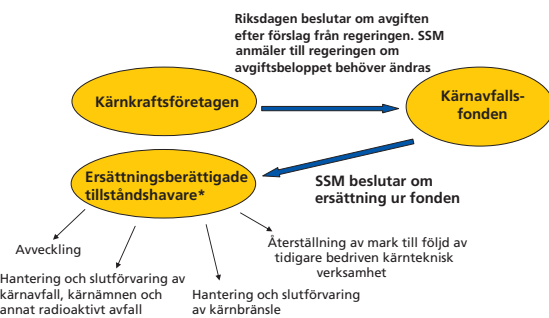 Riksdagen beslutar om avgiften
efter förslag från regeringen. SSM
anmäler till regeringen om
avgiftsbeloppet behöver ändras
Kärnkraftsföretagen
Kärnavfalls-
fonden
Ersättningsberättigade
tillståndshavare*
SSM beslutar om
ersättning ur fonden
Avveckling
Återställning av mark till följd av
tidigare bedriven kärnteknisk
verksamhet
Hantering och slutförvaring av
kärnavfall, kärnämnen och
annat radioaktivt avfall
Hantering och slutförvaring
av kärnbränsle